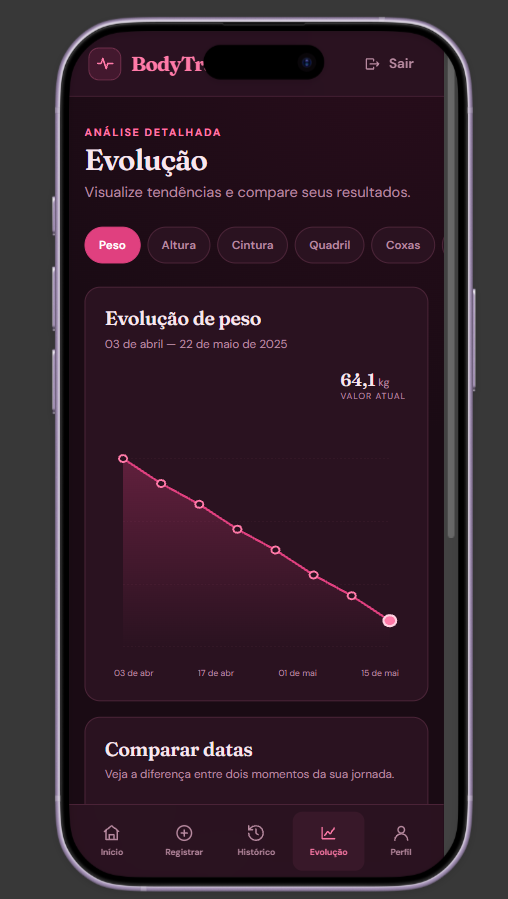 BodyTr
Sair
ANÁLISE DETALHADA
Evolução
Visualize tendências e compare seus resultados.
Peso
Altura
Cintura
Quadril
Coxas
Evolução de peso
03 de abril — 22 de maio de 2025
64,1 kg
VALOR ATUAL
03 de abr
17 de abr
01 de mai
15 de mai
Comparar datas
Veja a diferença entre dois momentos da sua jornada.
Início
Registrar
Histórico
Evolução
Perfil